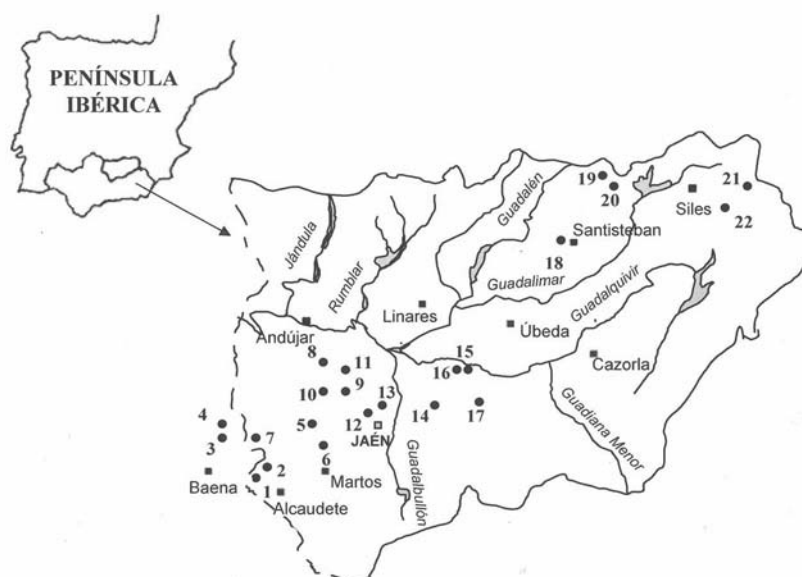 PENÍNSULA
IBÉRICA
Jándula
Rumblar
Guadalén
Guadalimar
Guadalquivir
19
20
21
22
Siles
18
Santisteban
Linares
Úbeda
Andújar
Cazorla
8
11
15
16
10
9
13
14
17
12
JAÉN
4
3
7
5
6
Guadalbullón
Guadiana Menor
Baena
2
1
Martos
Alcaudete